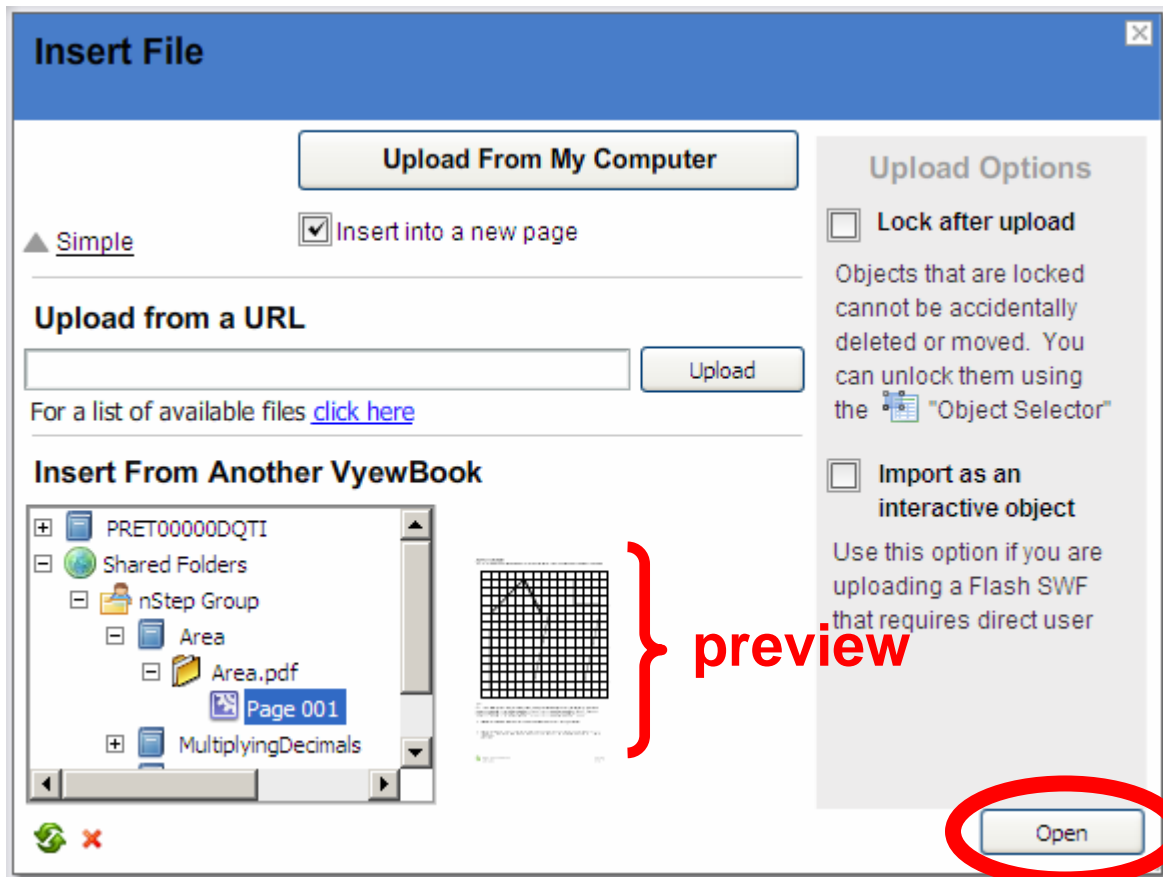 Insert File
Upload From My Computer
Simple
Insert into a new page
Upload from a URL
Upload
For a list of available files click here
Insert From Another VyewBook
PRET00000DQTI
Shared Folders
nStep Group
Area
Area.pdf
Page 001
MultiplyingDecimals
preview
Upload Options
Lock after upload
Objects that are locked
cannot be accidentally
deleted or moved. You
can unlock them using
the "Object Selector"
Import as an
interactive object
Use this option if you are
uploading a Flash SWF
that requires direct user
Open